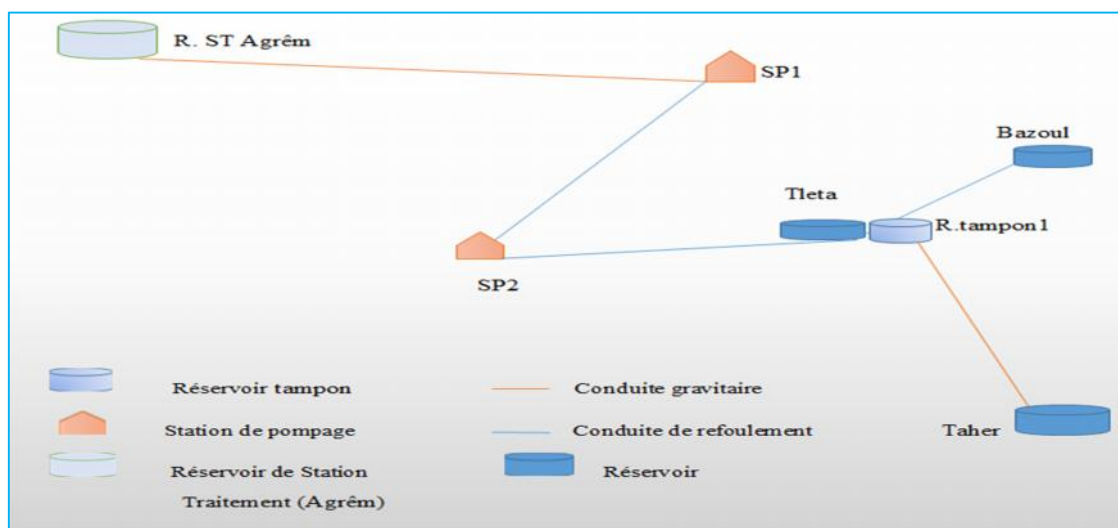 R. ST Agrêm
SP1
Bazoul
Tleta
R.tampon1
SP2
Réservoir tampon
Conduite gravitaire
Station de pompage
Conduite de refoulement
Taher
Réservoir de Station
Réservoir
Traitement (Agrêm)